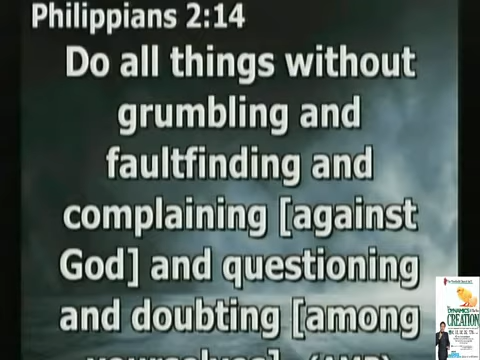 Philippians 2:14
Do all things without
grumbling and
faultfinding and
complaining [against
God] and questioning
and doubting [among
DYNAMICS
CREATION